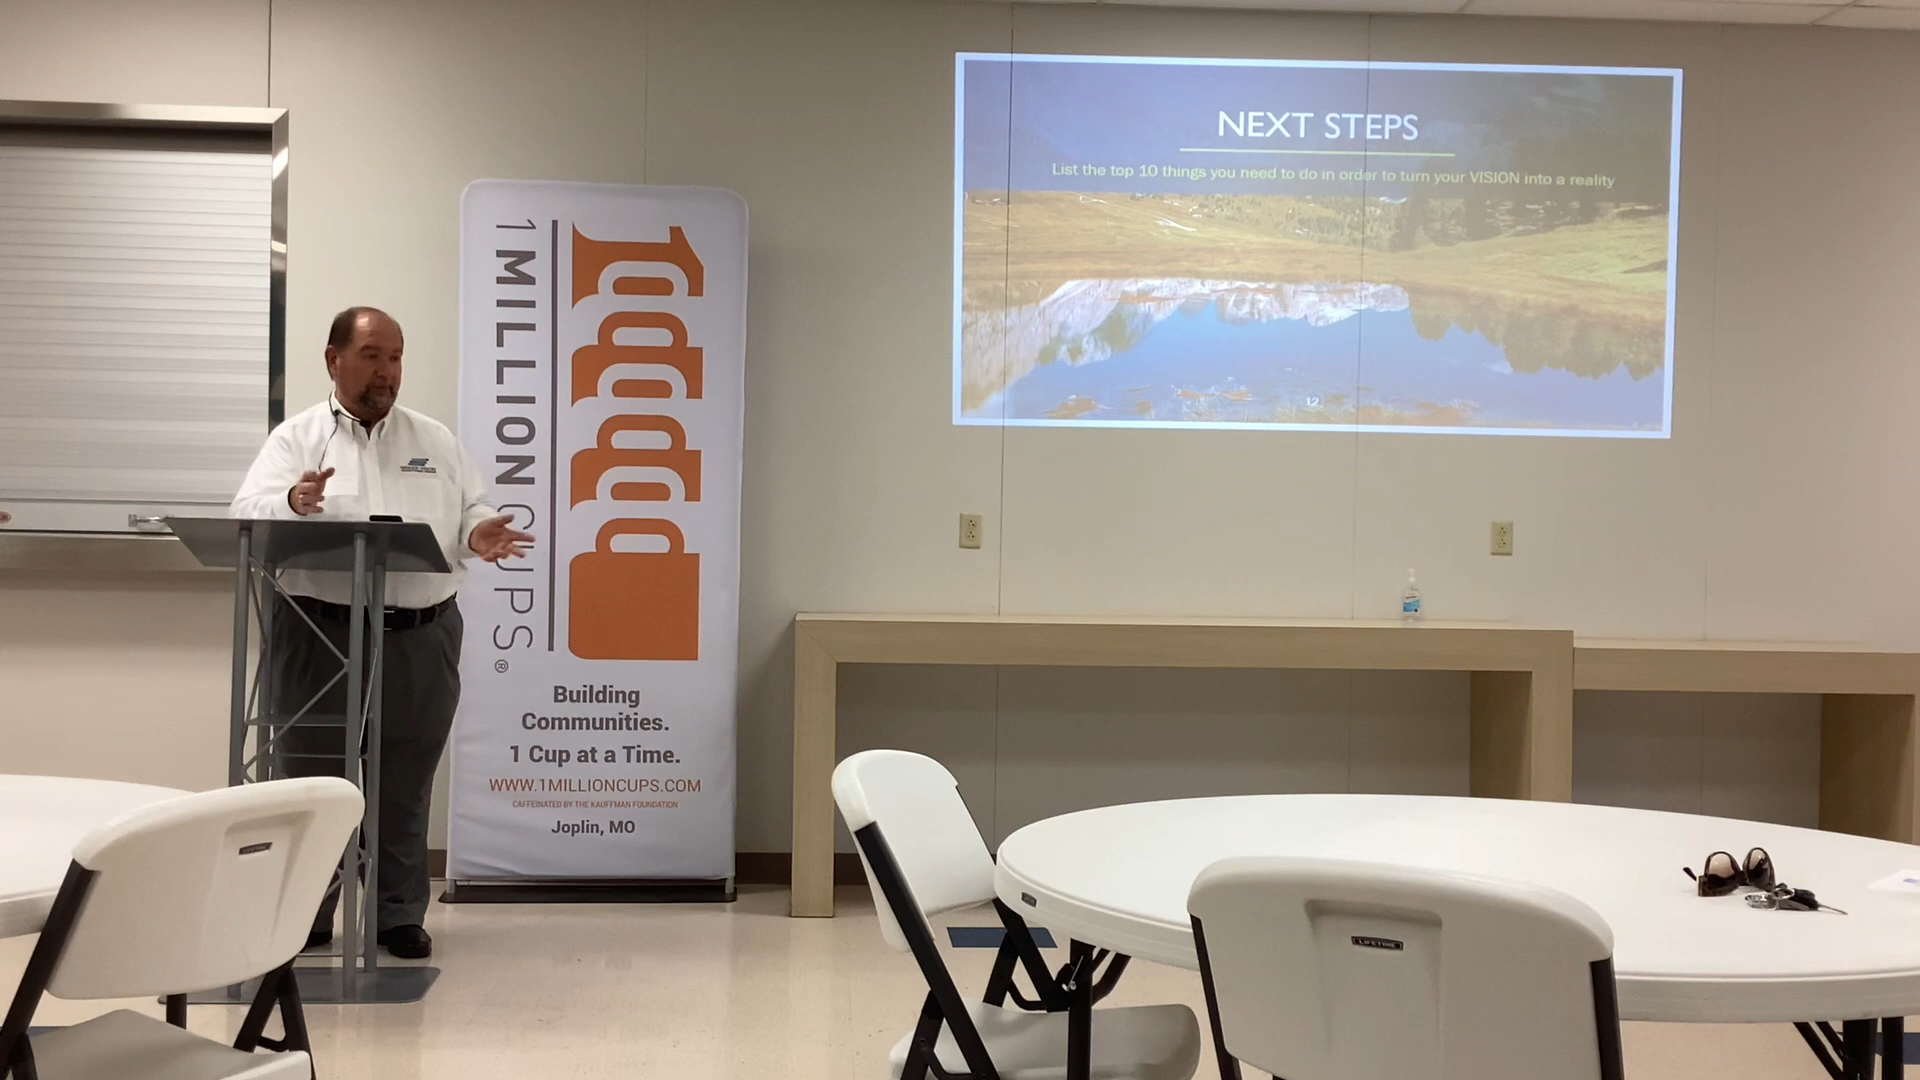 NEXT STEPS
List the top 10 things you need to do in order to turn your VISION into a reality
12
1 MILLION CUPS®
Building
Communities.
1 Cup at a Time.
WWW.1MILLIONCUPS.COM
CAFFEINATED BY THE KAUFFMAN FOUNDATION
Joplin, MO
LIFETIME
LIFETIME